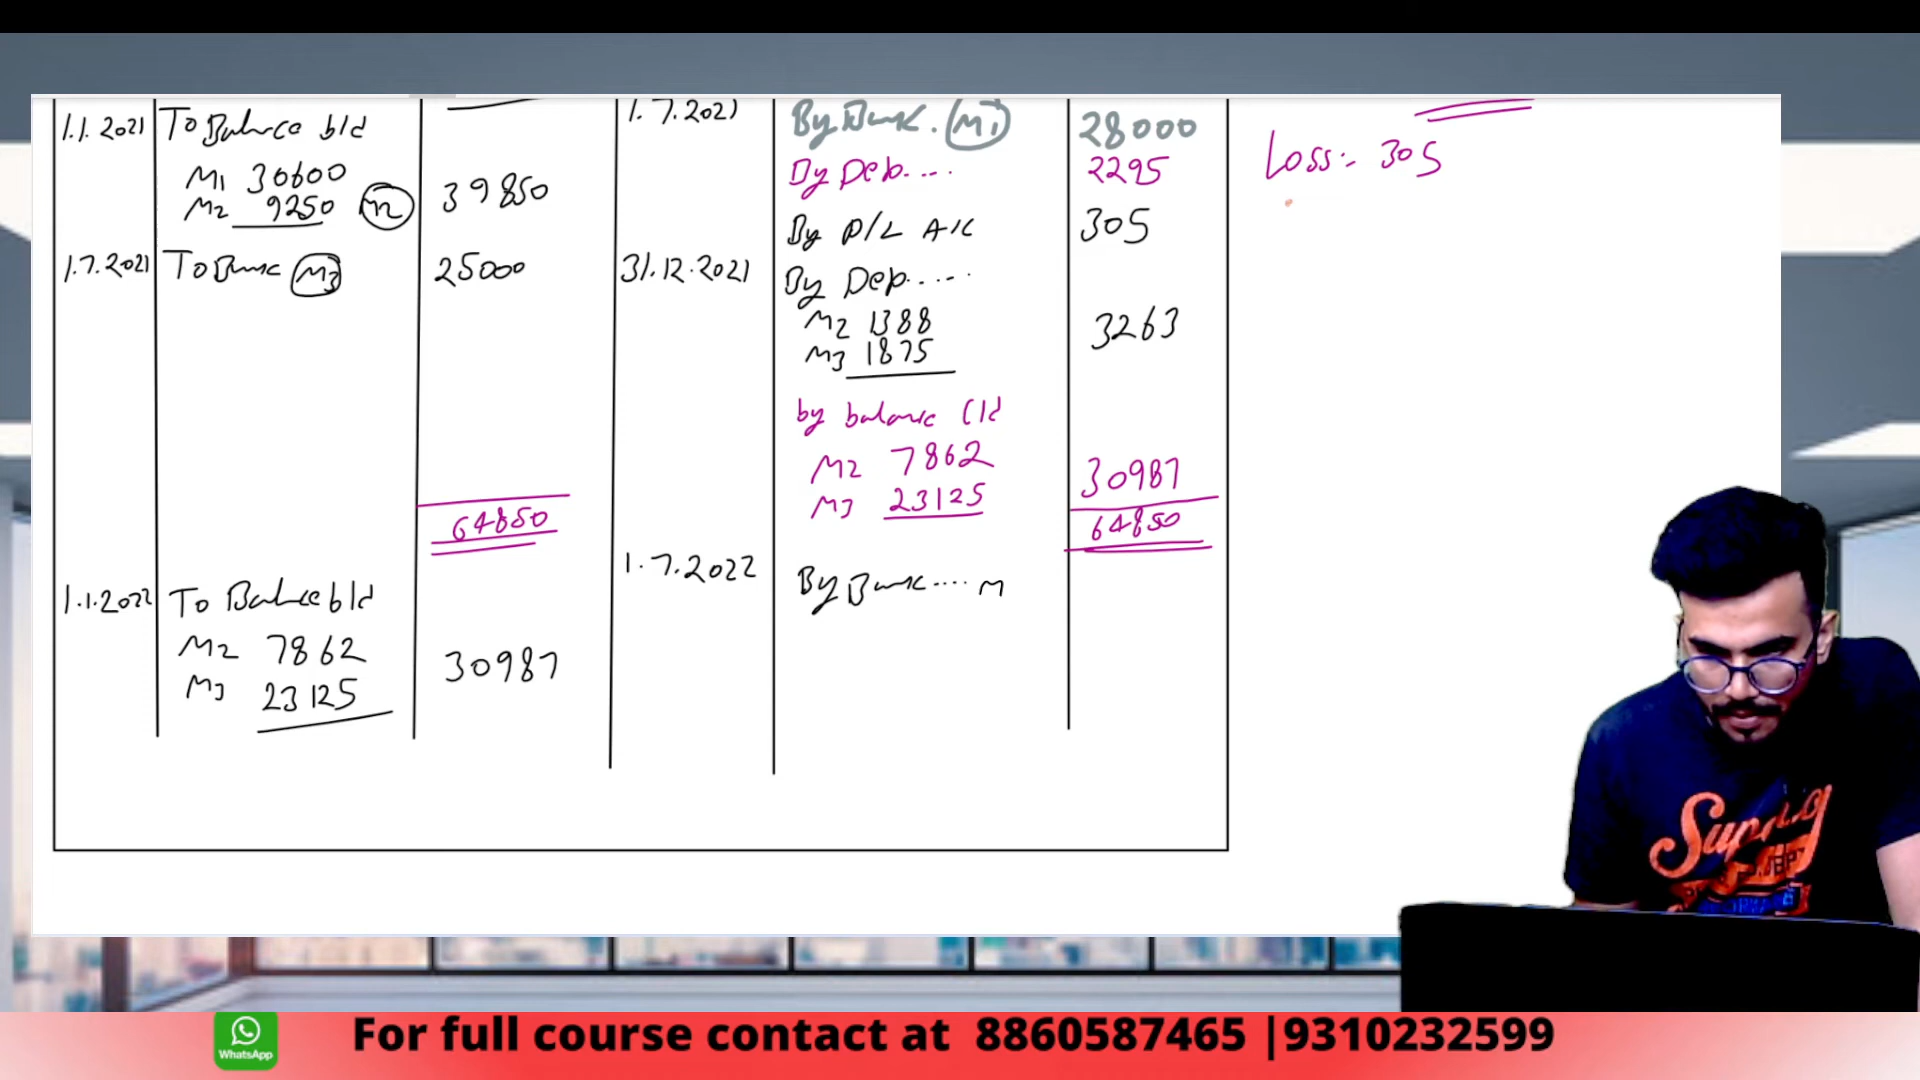 1.1.2021 To Balance b/d
M1 30600
M2 9250 M2 39850
1.7.2021 To Bank M3 25000
64850
1.1.2022 To Balance b/d
M2 7862
M3 23125 30987
1.7.2021 By Bank. M1 28000
By Dep.... 2295
By P/L A/C 305
31.12.2021 By Dep.....
M2 1388
M3 1875 3263
by balance c/d
M2 7862
M3 23125 30987
64850
1.7.2022 By Bank.... M
Loss:- 305
WhatsApp
For full course contact at 8860587465 |9310232599